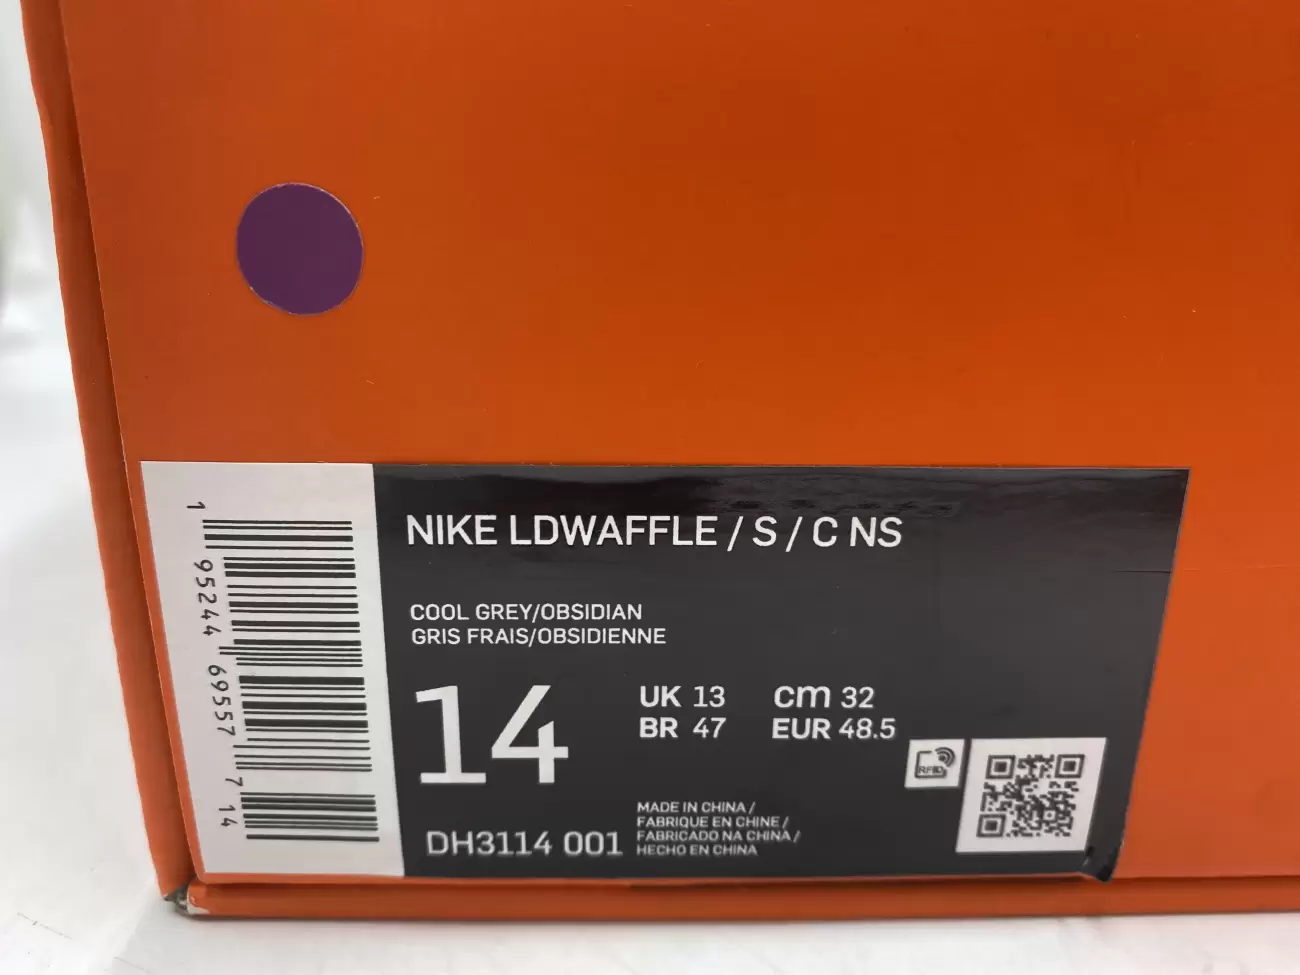 NIKE LDWAFFLE / S / C NS
COOL GREY/OBSIDIAN
GRIS FRAIS/OBSIDIENNE
14
UK 13
cm 32
BR 47
EUR 48.5
RFID
DH3114 001
MADE IN CHINA /
FABRIQUE EN CHINE /
FABRICADO NA CHINA /
HECHO EN CHINA
1 95244 69557 7 14